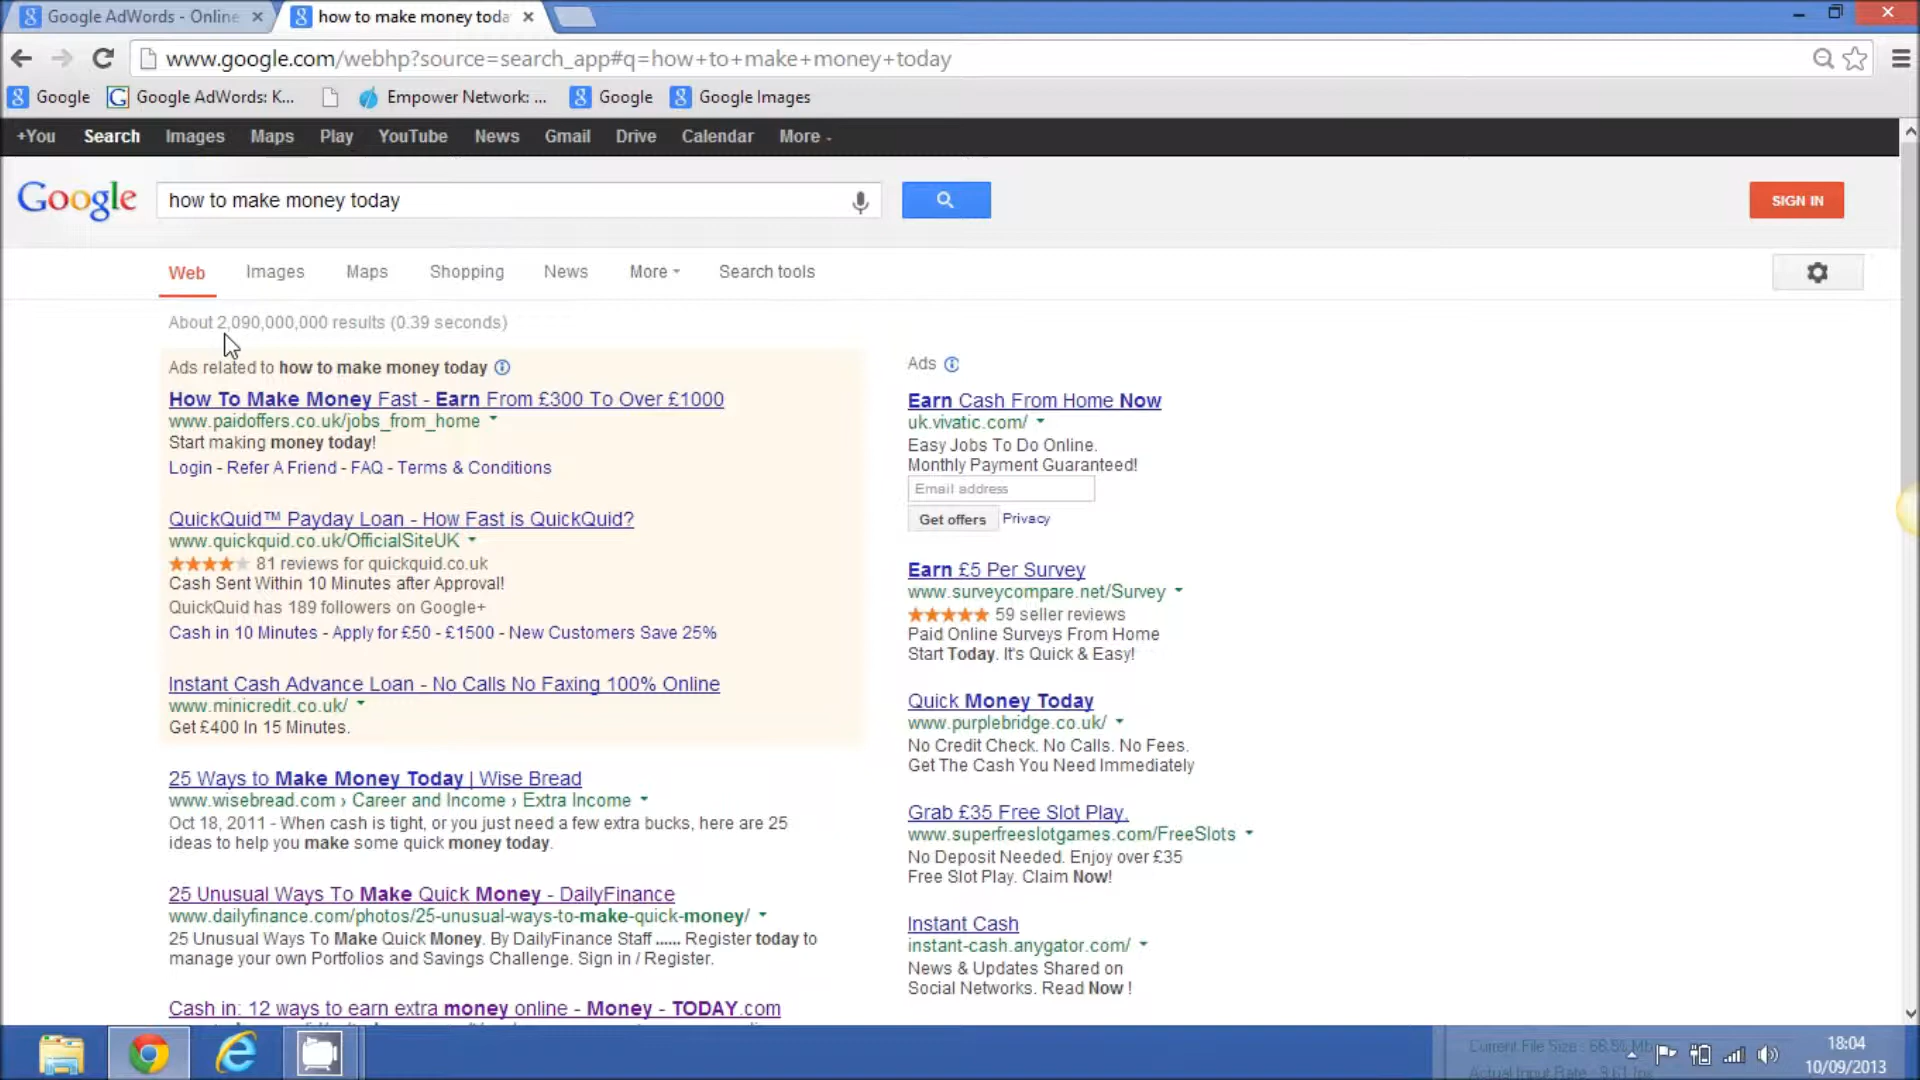 Google AdWords - Online
how to make money toda
www.google.com/webhp?source=search_app#q=how+to+make+money+today
Google
Google AdWords: K...
Empower Network: ...
Google
Google Images
+You
Search
Images
Maps
Play
YouTube
News
Gmail
Drive
Calendar
More
Google
how to make money today
SIGN IN
Web
Images
Maps
Shopping
News
More
Search tools
About 2,090,000,000 results (0.39 seconds)
Ads related to how to make money today
How To Make Money Fast - Earn From £300 To Over £1000
www.paidoffers.co.uk/jobs_from_home
Start making money today!
Login - Refer A Friend - FAQ - Terms & Conditions
QuickQuid™ Payday Loan - How Fast is QuickQuid?
www.quickquid.co.uk/OfficialSiteUK
81 reviews for quickquid.co.uk
Cash Sent Within 10 Minutes after Approval!
QuickQuid has 189 followers on Google+
Cash in 10 Minutes - Apply for £50 - £1500 - New Customers Save 25%
Instant Cash Advance Loan - No Calls No Faxing 100% Online
www.minicredit.co.uk/
Get £400 In 15 Minutes.
25 Ways to Make Money Today | Wise Bread
www.wisebread.com › Career and Income › Extra Income
Oct 18, 2011 - When cash is tight, or you just need a few extra bucks, here are 25
ideas to help you make some quick money today.
25 Unusual Ways To Make Quick Money - DailyFinance
www.dailyfinance.com/photos/25-unusual-ways-to-make-quick-money/
25 Unusual Ways To Make Quick Money. By DailyFinance Staff ...... Register today to
manage your own Portfolios and Savings Challenge. Sign in / Register.
Cash in: 12 ways to earn extra money online - Money - TODAY.com
Ads
Earn Cash From Home Now
uk.vivatic.com/
Easy Jobs To Do Online.
Monthly Payment Guaranteed!
Email address
Get offers
Privacy
Earn £5 Per Survey
www.surveycompare.net/Survey
59 seller reviews
Paid Online Surveys From Home
Start Today. It's Quick & Easy!
Quick Money Today
www.purplebridge.co.uk/
No Credit Check. No Calls. No Fees.
Get The Cash You Need Immediately
Grab £35 Free Slot Play.
www.superfreeslotgames.com/FreeSlots
No Deposit Needed. Enjoy over £35
Free Slot Play. Claim Now!
Instant Cash
instant-cash.anygator.com/
News & Updates Shared on
Social Networks. Read Now !
Current File Size : 68.5% Mb
18:04
10/09/2013